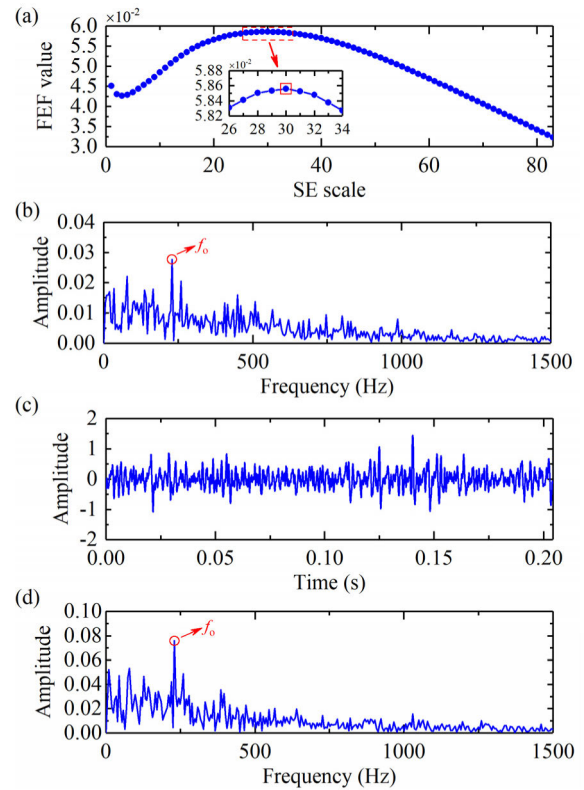 (a)
×10⁻²
6.0
5.5
5.0
4.5
4.0
3.5
3.0
FEF value
5.88
×10⁻²
5.86
5.84
5.82
26 28 30 32 34
0 20 40 60 80
SE scale
(b)
0.04
0.03
0.02
0.01
0.00
Amplitude
fo
0 500 1000 1500
Frequency (Hz)
(c)
2
1
0
-1
-2
Amplitude
0.00 0.05 0.10 0.15 0.20
Time (s)
(d)
0.10
0.08
0.06
0.04
0.02
0.00
Amplitude
fo
0 500 1000 1500
Frequency (Hz)